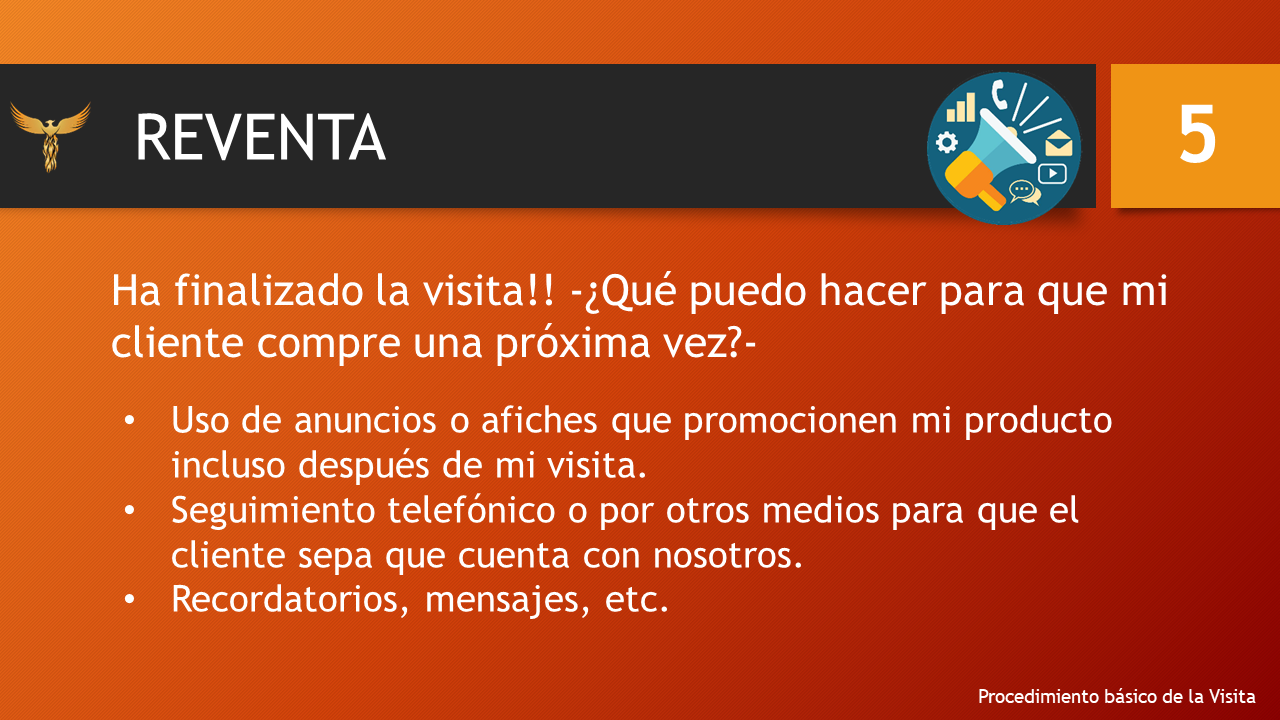 REVENTA
5
Ha finalizado la visita!! -¿Qué puedo hacer para que mi
cliente compre una próxima vez?-
• Uso de anuncios o afiches que promocionen mi producto
incluso después de mi visita.
• Seguimiento telefónico o por otros medios para que el
cliente sepa que cuenta con nosotros.
• Recordatorios, mensajes, etc.
Procedimiento básico de la Visita